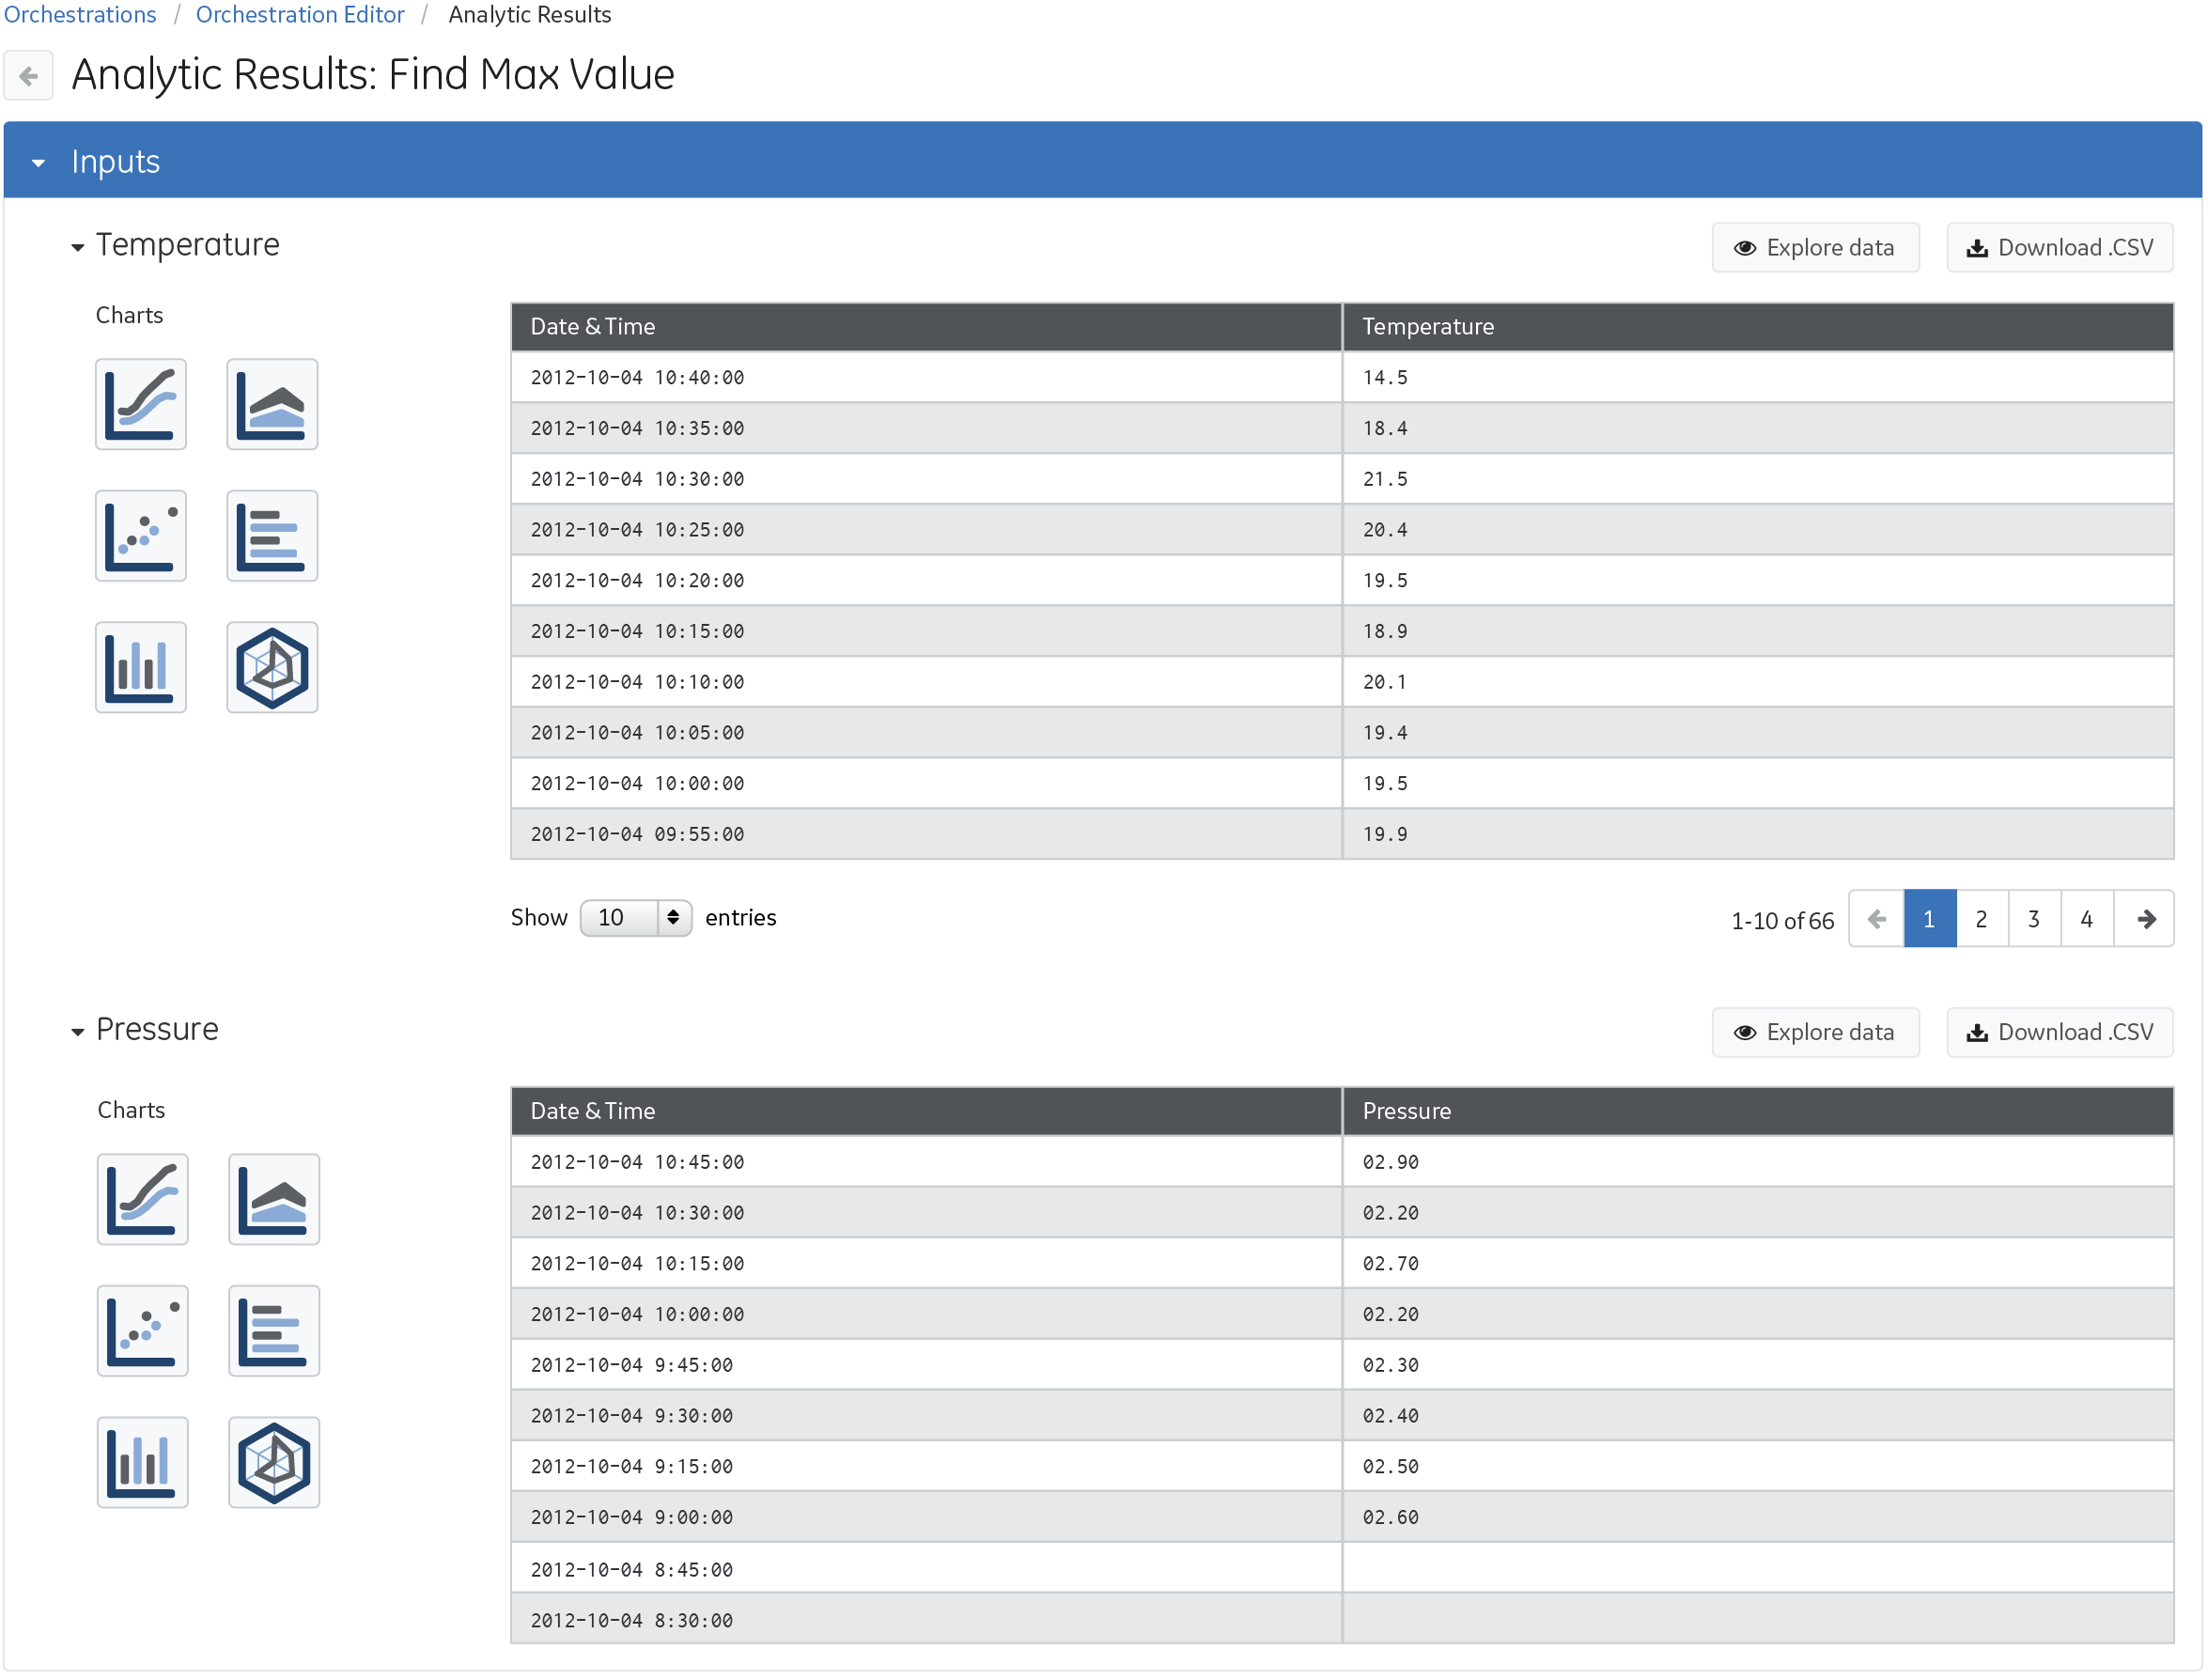 Orchestrations / Orchestration Editor / Analytic Results
Analytic Results: Find Max Value
Inputs
Temperature
Explore data
Download .CSV
Charts
Date & Time Temperature
2012-10-04 10:40:00 14.5
2012-10-04 10:35:00 18.4
2012-10-04 10:30:00 21.5
2012-10-04 10:25:00 20.4
2012-10-04 10:20:00 19.5
2012-10-04 10:15:00 18.9
2012-10-04 10:10:00 20.1
2012-10-04 10:05:00 19.4
2012-10-04 10:00:00 19.5
2012-10-04 09:55:00 19.9
Show 10 entries
1-10 of 66 1 2 3 4
Pressure
Explore data
Download .CSV
Charts
Date & Time Pressure
2012-10-04 10:45:00 02.90
2012-10-04 10:30:00 02.20
2012-10-04 10:15:00 02.70
2012-10-04 10:00:00 02.20
2012-10-04 9:45:00 02.30
2012-10-04 9:30:00 02.40
2012-10-04 9:15:00 02.50
2012-10-04 9:00:00 02.60
2012-10-04 8:45:00
2012-10-04 8:30:00